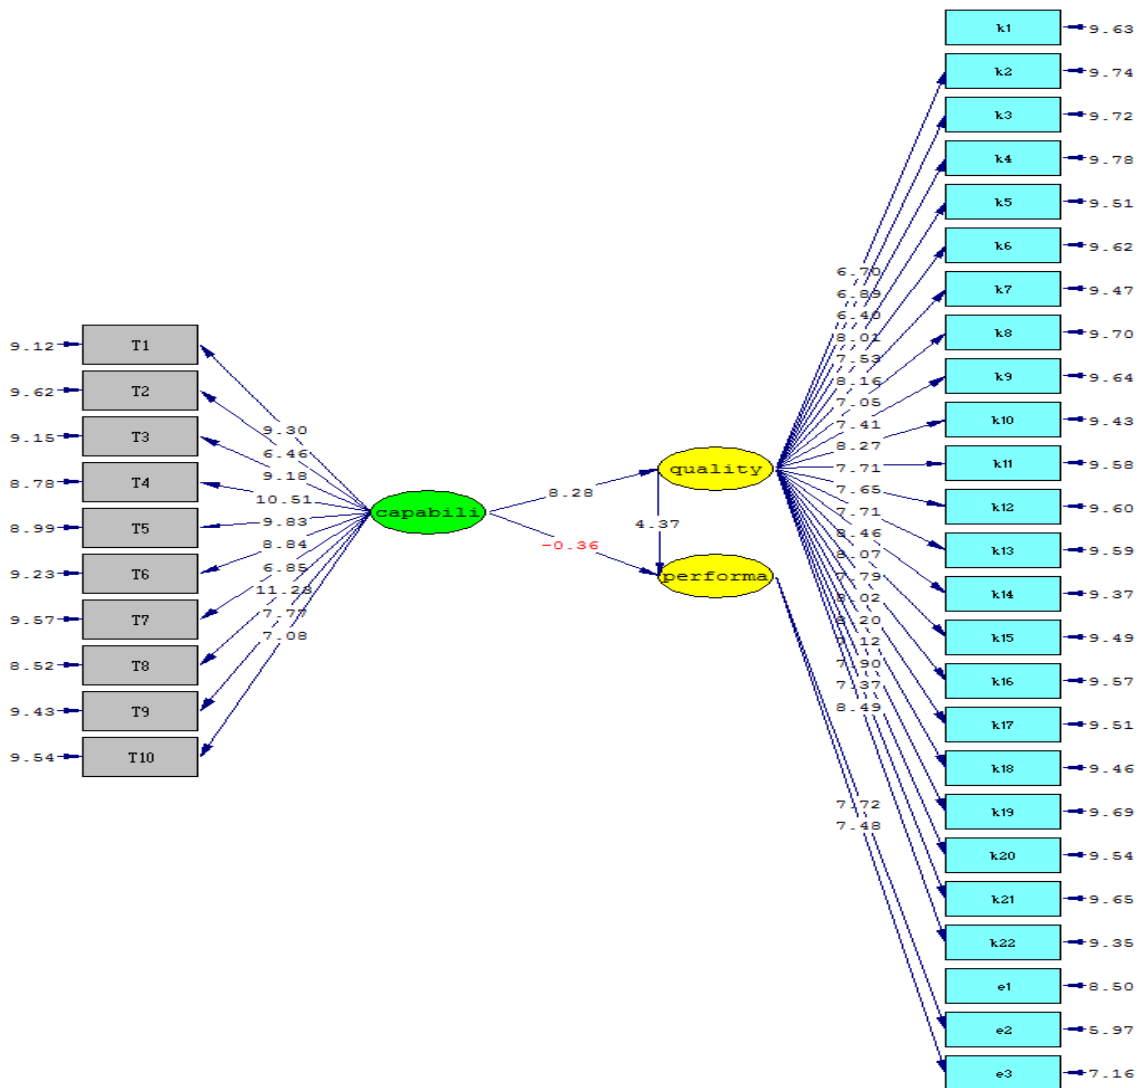 k1 9.63
k2 9.74
k3 9.72
k4 9.78
k5 9.51
k6 9.62
6.70
k7 9.47
6.89
6.40
k8 9.70
8.01
9.12 T1
7.53
k9 9.64
8.16
9.62 T2
7.05
k10 9.43
7.41
9.30
9.15 T3
8.27
6.46
k11 9.58
quality
7.71
9.18
8.78 T4
8.28
7.65
10.51
k12 9.60
capabili
7.71
4.37
9.83
8.99 T5
8.46
-0.36
8.84
k13 9.59
8.07
6.85
9.23 T6
performa
7.79
11.28
k14 9.37
8.02
7.77
9.57 T7
8.20
7.08
k15 9.49
7.12
7.90
8.52 T8
k16 9.57
7.37
8.49
9.43 T9
k17 9.51
9.54 T10
k18 9.46
7.72
k19 9.69
7.48
k20 9.54
k21 9.65
k22 9.35
e1 8.50
e2 5.97
e3 7.16